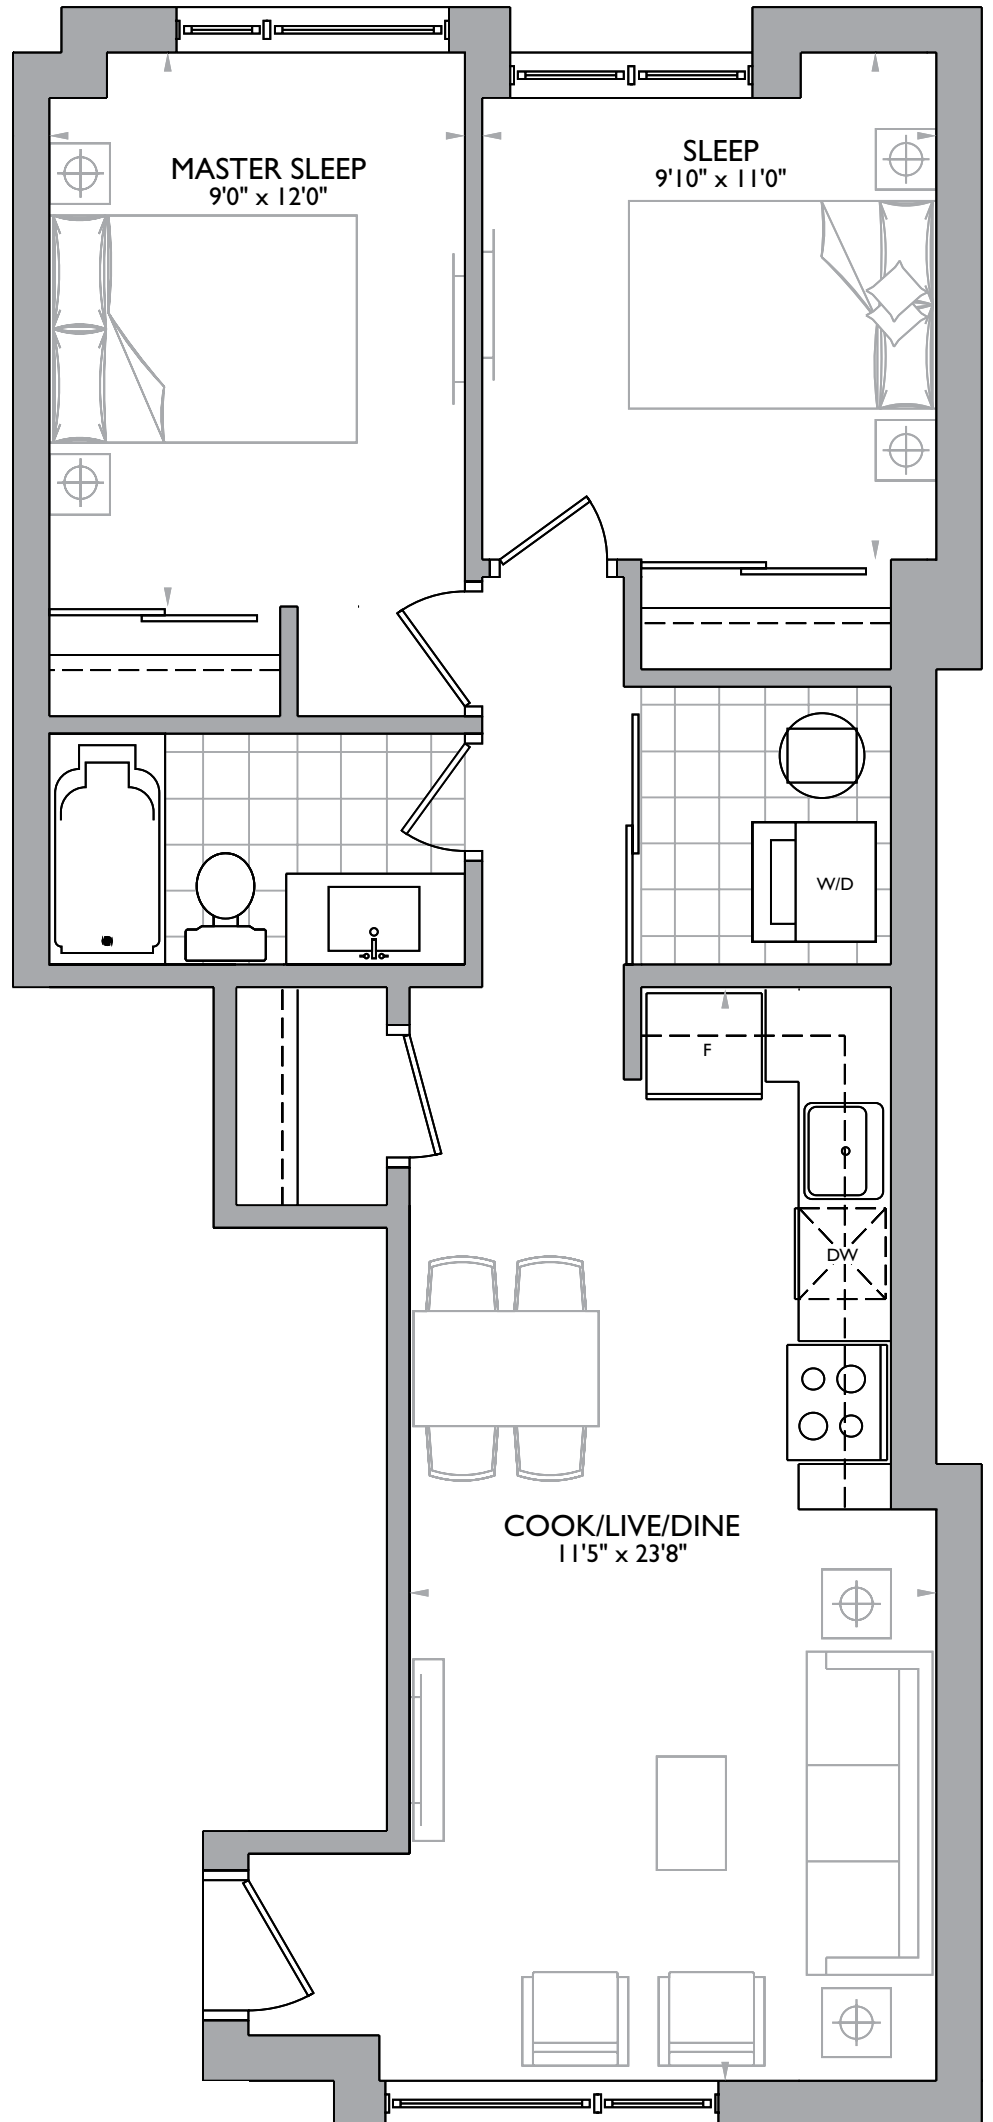 MASTER SLEEP
9'0" x 12'0"
SLEEP
9'10" x 11'0"
W/D
F
DW
COOK/LIVE/DINE
11'5" x 23'8"